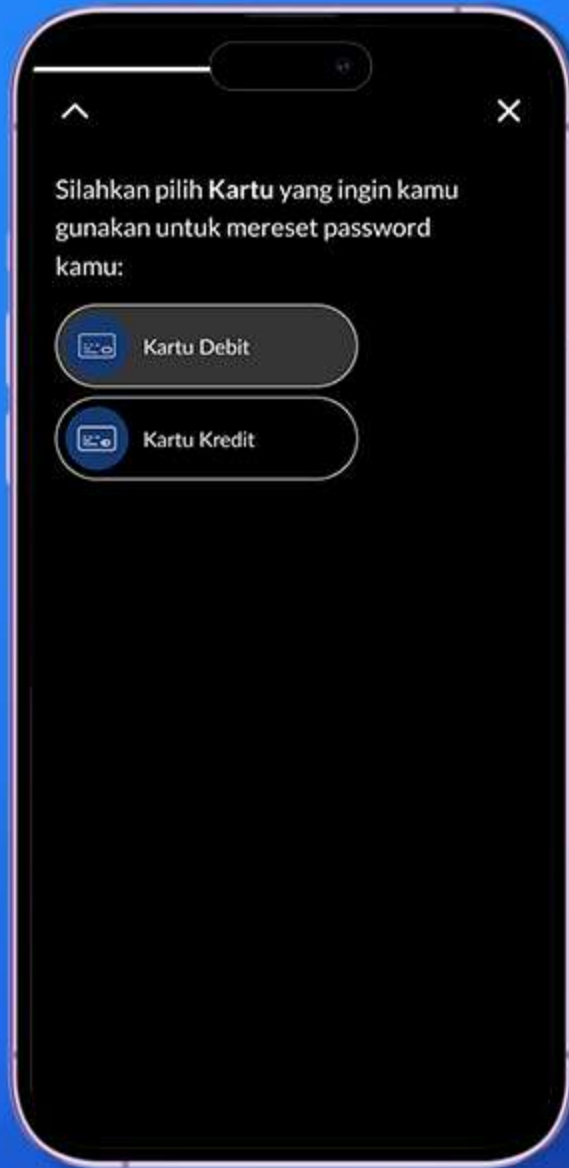 Silahkan pilih Kartu yang ingin kamu
gunakan untuk mereset password
kamu:
Kartu Debit
Kartu Kredit